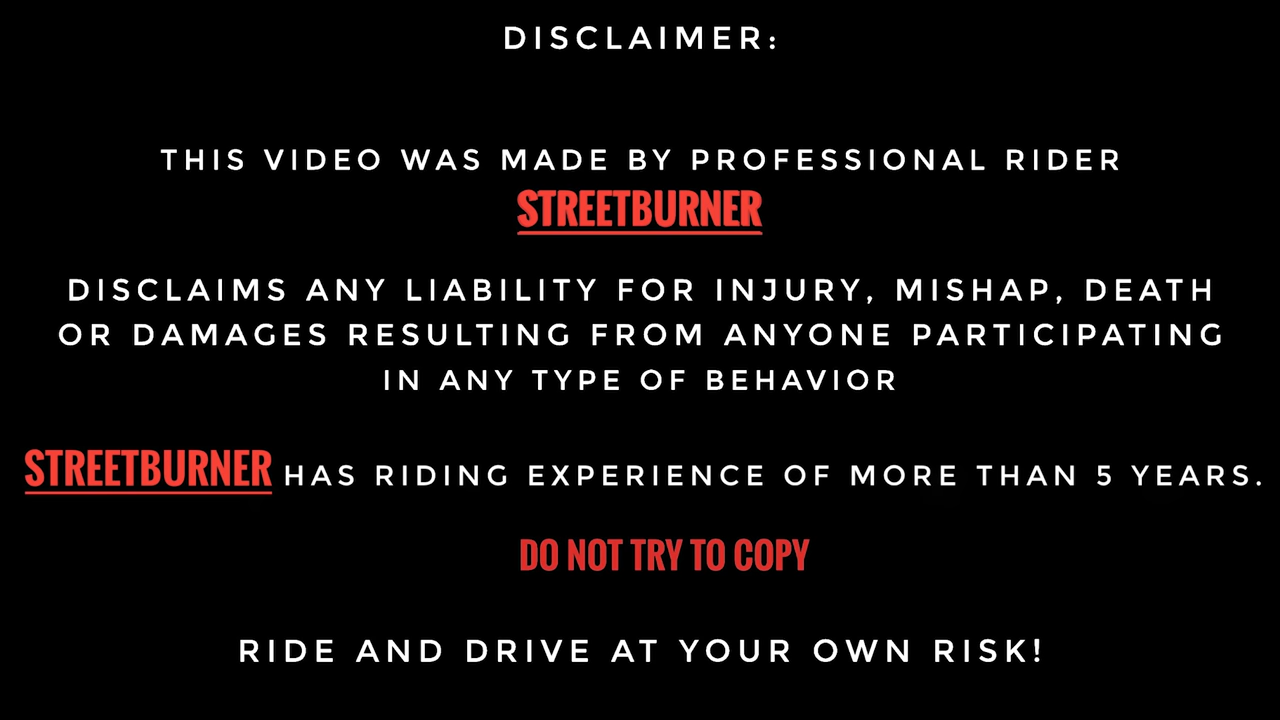 DISCLAIMER:
THIS VIDEO WAS MADE BY PROFESSIONAL RIDER
STREETBURNER
DISCLAIMS ANY LIABILITY FOR INJURY, MISHAP, DEATH
OR DAMAGES RESULTING FROM ANYONE PARTICIPATING
IN ANY TYPE OF BEHAVIOR
STREETBURNER HAS RIDING EXPERIENCE OF MORE THAN 5 YEARS.
DO NOT TRY TO COPY
RIDE AND DRIVE AT YOUR OWN RISK!